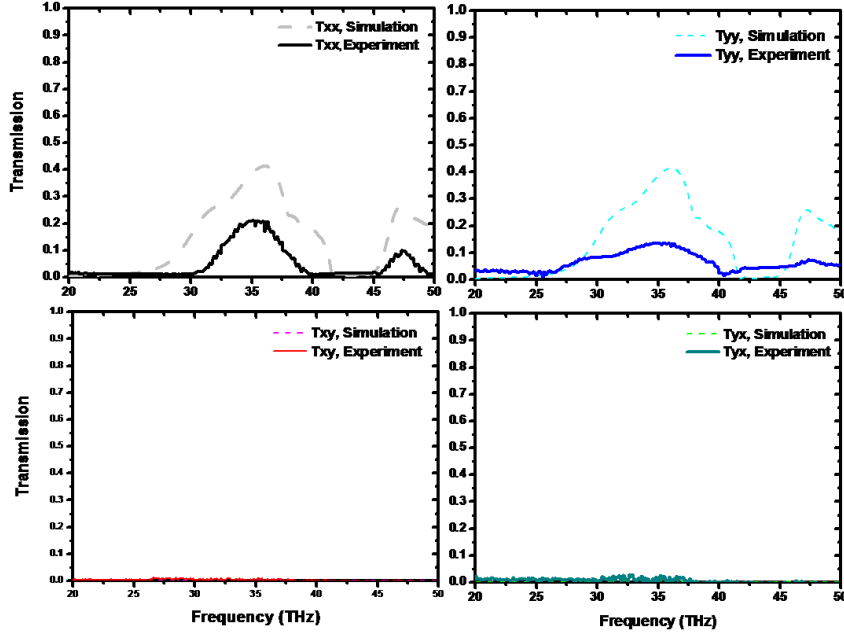 Txx, Simulation
Txx, Experiment
1.0
0.9
0.8
0.7
0.6
0.5
0.4
0.3
0.2
0.1
0.0
20 25 30 35 40 45 50
Transmission
Tyy, Simulation
Tyy, Experiment
1.0
0.9
0.8
0.7
0.6
0.5
0.4
0.3
0.2
0.1
0.0
20 25 30 35 40 45 50
Txy, Simulation
Txy, Experiment
1.0
0.9
0.8
0.7
0.6
0.5
0.4
0.3
0.2
0.1
0.0
20 25 30 35 40 45 50
Transmission
Frequency (THz)
Tyx, Simulation
Tyx, Experiment
1.0
0.9
0.8
0.7
0.6
0.5
0.4
0.3
0.2
0.1
0.0
20 25 30 35 40 45 50
Frequency (THz)